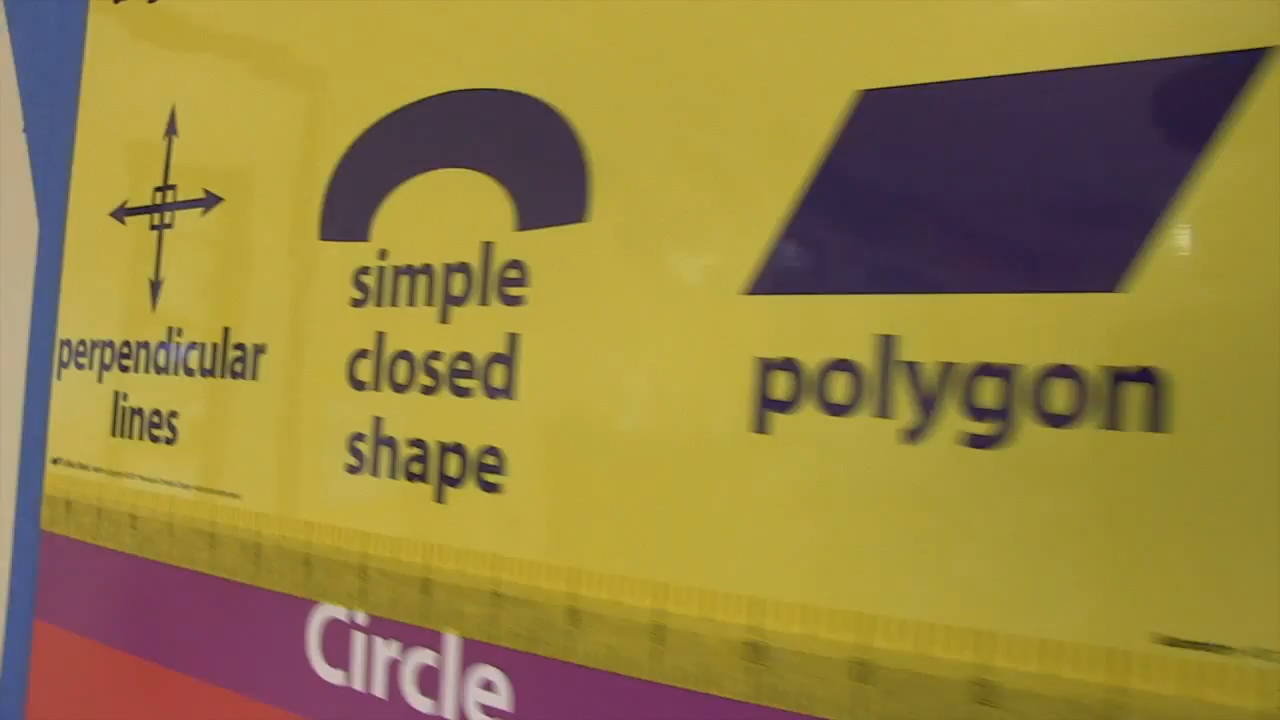 perpendicular
lines
simple
closed
shape
polygon
Circle